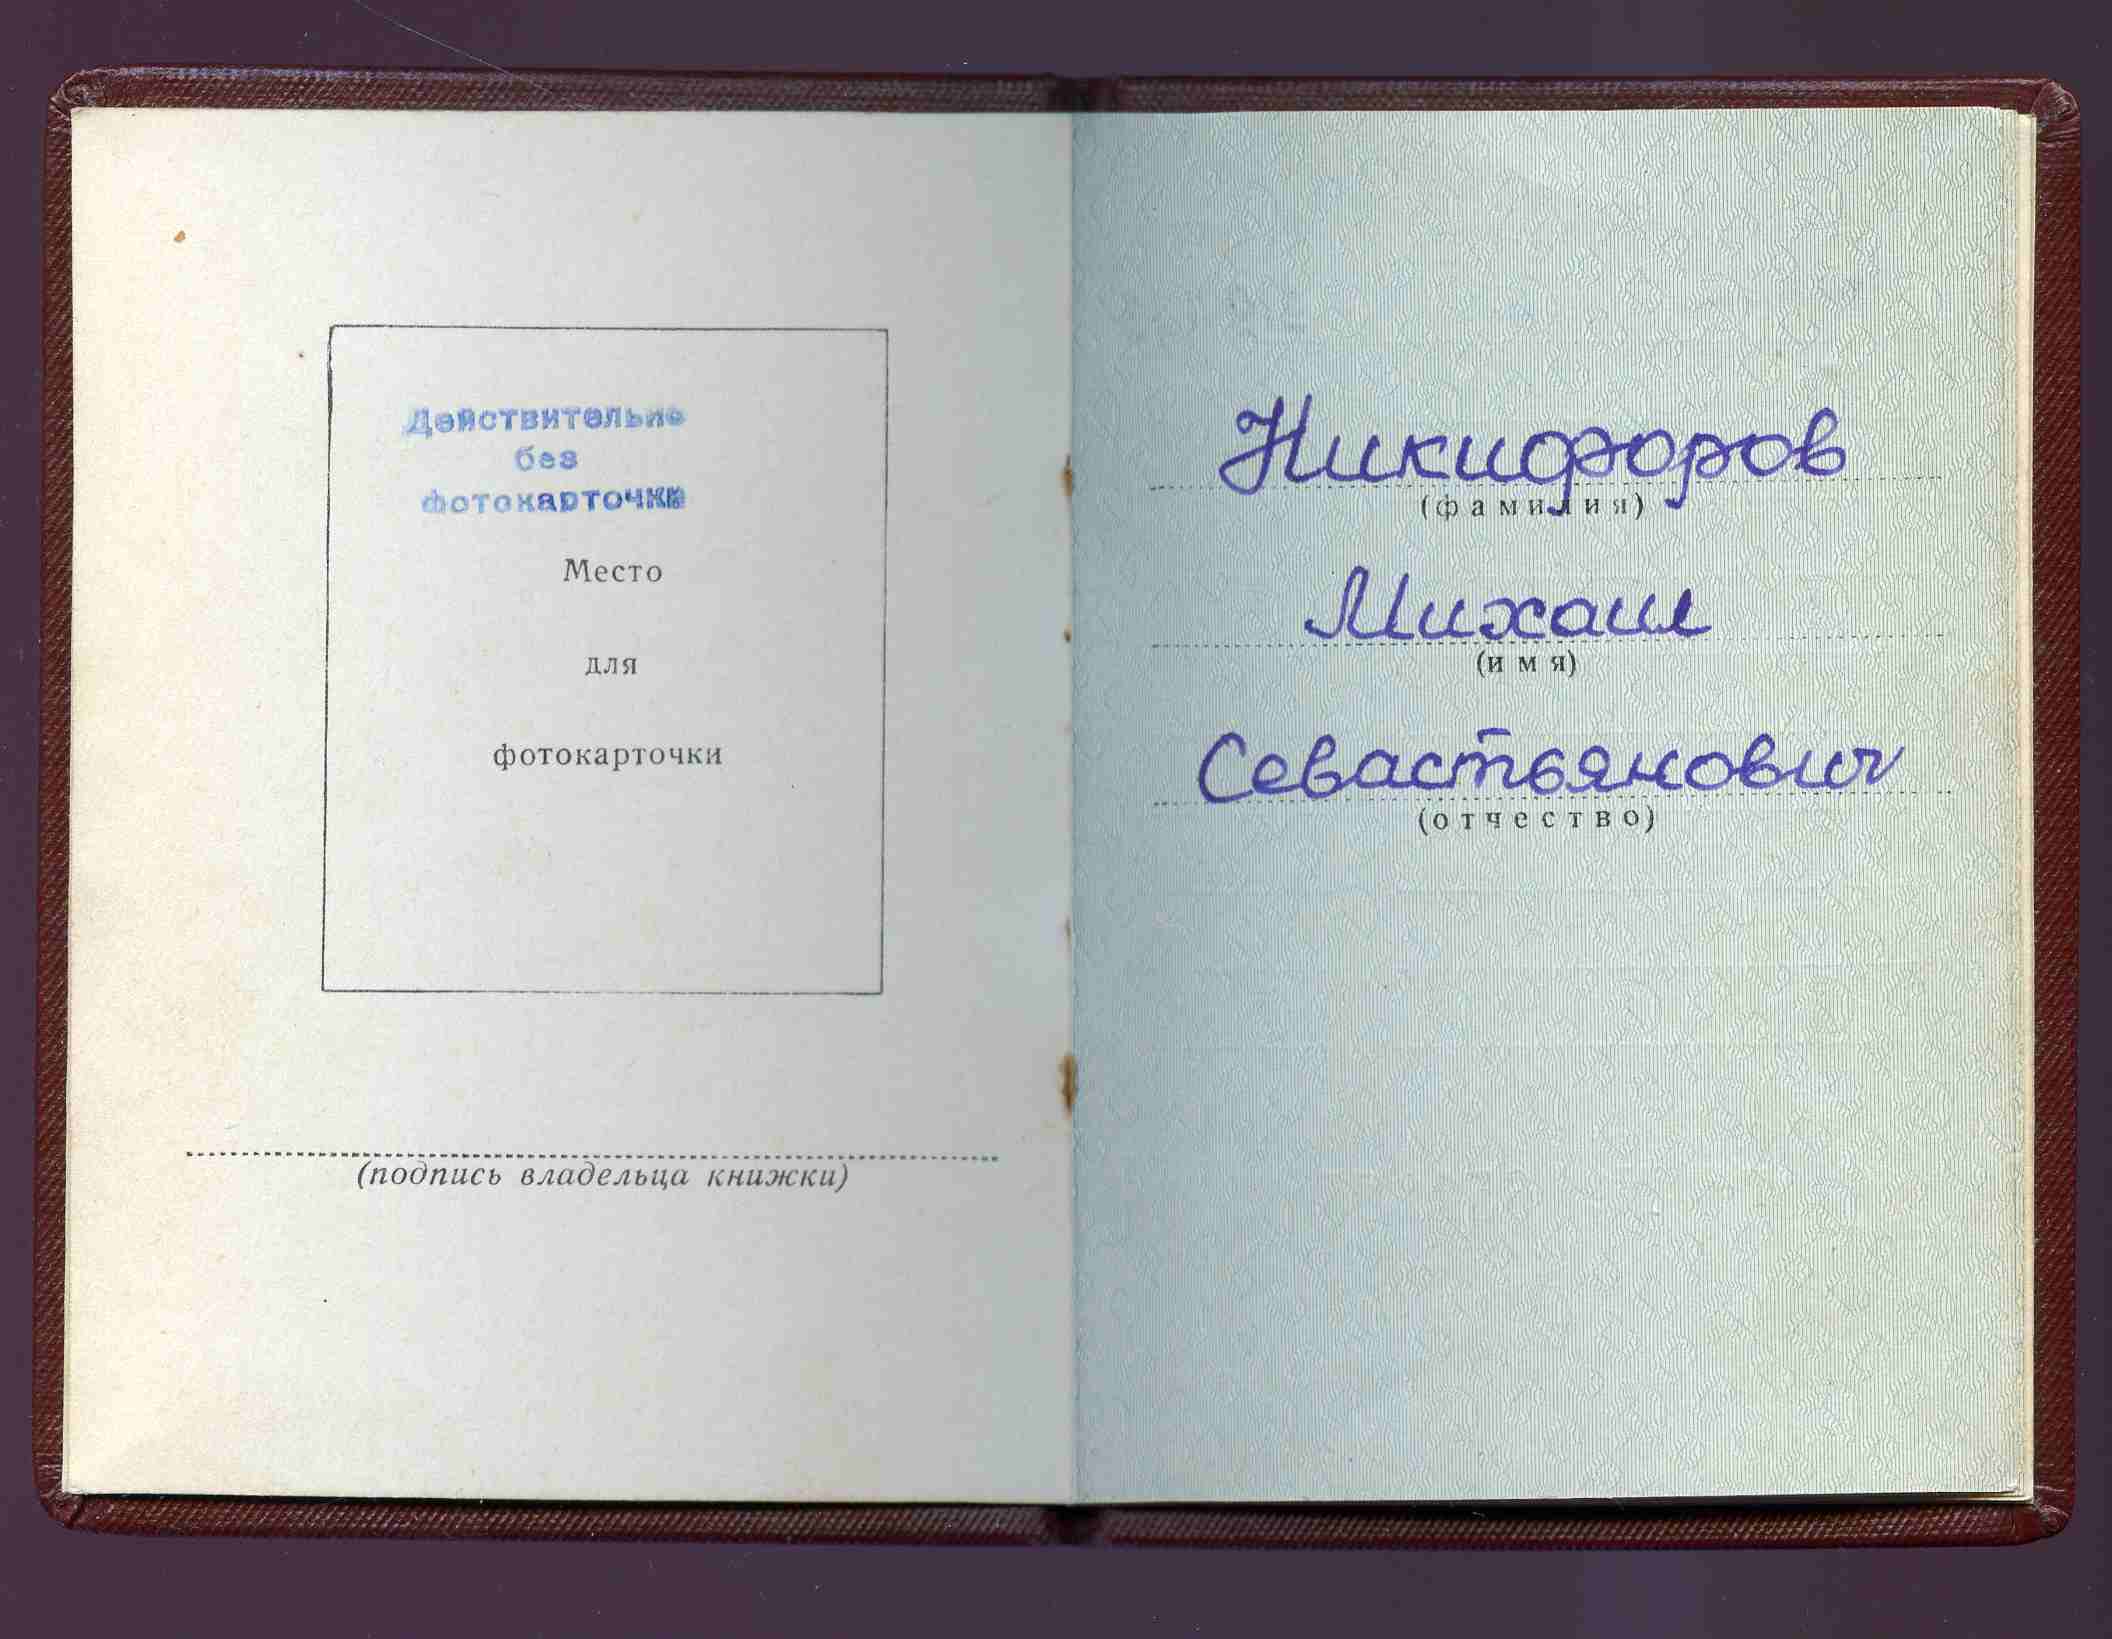 Действительно
без
фотокарточки
Место
для
фотокарточки
(подпись владельца книжки)
Никифоров
(фамилия)
Михаил
(имя)
Севастьянович
(отчество)